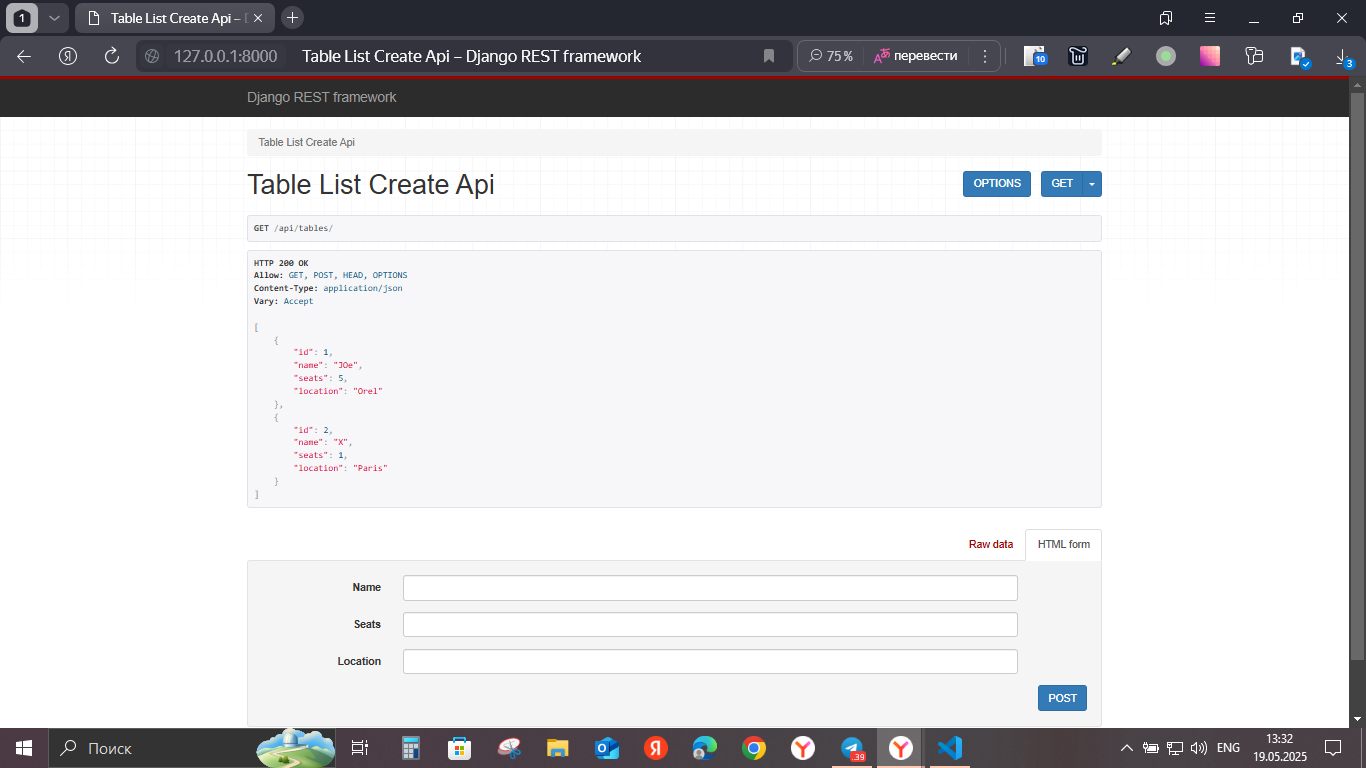 1
Table List Create Api – D
127.0.0.1:8000
Table List Create Api – Django REST framework
75 %
перевести
10
3
Django REST framework
Table List Create Api
Table List Create Api
OPTIONS
GET
GET /api/tables/
HTTP 200 OK
Allow: GET, POST, HEAD, OPTIONS
Content-Type: application/json
Vary: Accept
[
{
"id": 1,
"name": "JOe",
"seats": 5,
"location": "Orel"
},
{
"id": 2,
"name": "X",
"seats": 1,
"location": "Paris"
}
]
Raw data
HTML form
Name
Seats
Location
POST
Поиск
39
ENG
13:32
19.05.2025